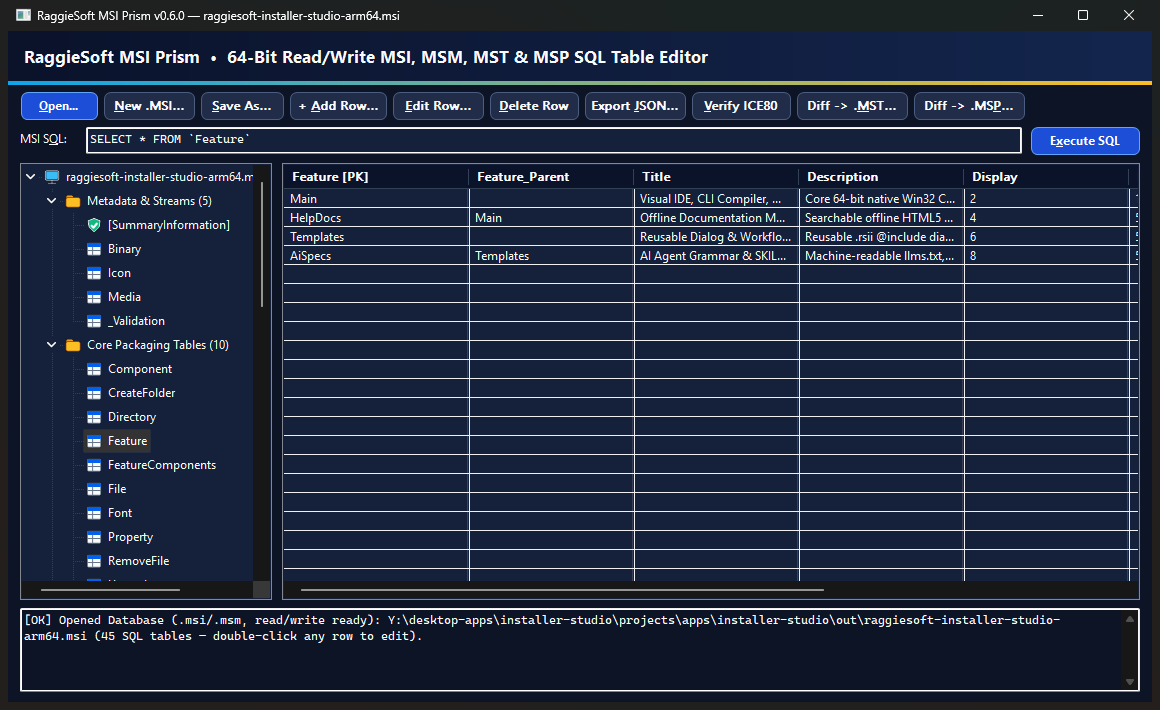 RaggieSoft MSI Prism v0.6.0 — raggiesoft-installer-studio-arm64.msi
RaggieSoft MSI Prism • 64-Bit Read/Write MSI, MSM, MST & MSP SQL Table Editor
Open... New .MSI... Save As... + Add Row... Edit Row... Delete Row Export JSON... Verify ICE80 Diff -> .MST... Diff -> .MSP...
MSI SQL: SELECT * FROM `Feature` Execute SQL
raggiesoft-installer-studio-arm64.m
Metadata & Streams (5)
[SummaryInformation]
Binary
Icon
Media
_Validation
Core Packaging Tables (10)
Component
CreateFolder
Directory
Feature
FeatureComponents
File
Font
Property
RemoveFile
Feature [PK] Feature_Parent Title Description Display
Main Visual IDE, CLI Compiler, ... Core 64-bit native Win32 C... 2
HelpDocs Main Offline Documentation M... Searchable offline HTML5 ... 4
Templates Reusable Dialog & Workflo... Reusable .rsii @include dia... 6
AiSpecs Templates AI Agent Grammar & SKIL... Machine-readable llms.txt,... 8
[OK] Opened Database (.msi/.msm, read/write ready): Y:\desktop-apps\installer-studio\projects\apps\installer-studio\out\raggiesoft-installer-studio-
arm64.msi (45 SQL tables — double-click any row to edit).